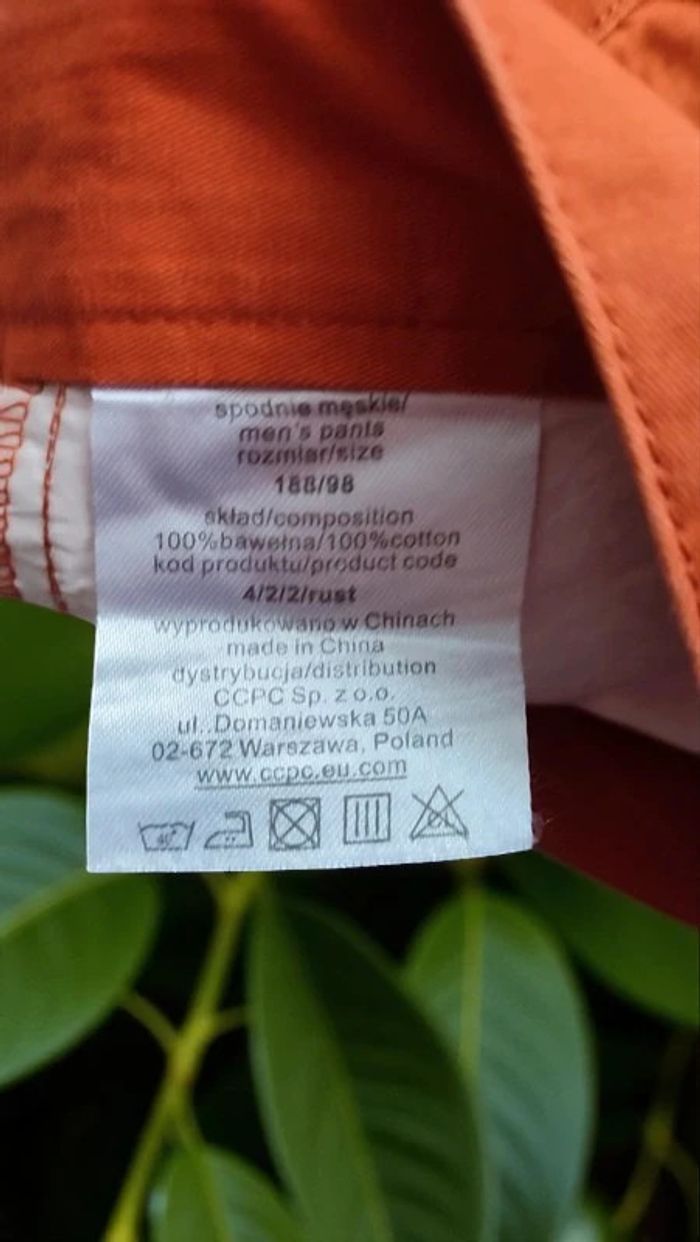 spodnie męskie/
men's pants
rozmiar/size
188/98
skład/composition
100%bawełna/100%cotton
kod produktu/product code
4/2/2/rust
wyprodukowano w Chinach
made in China
dystrybucja/distribution
CCPC Sp. z o.o.
ul..Domaniewska 50A
02-672 Warszawa, Poland
www.ccpc.eu.com
40° CL